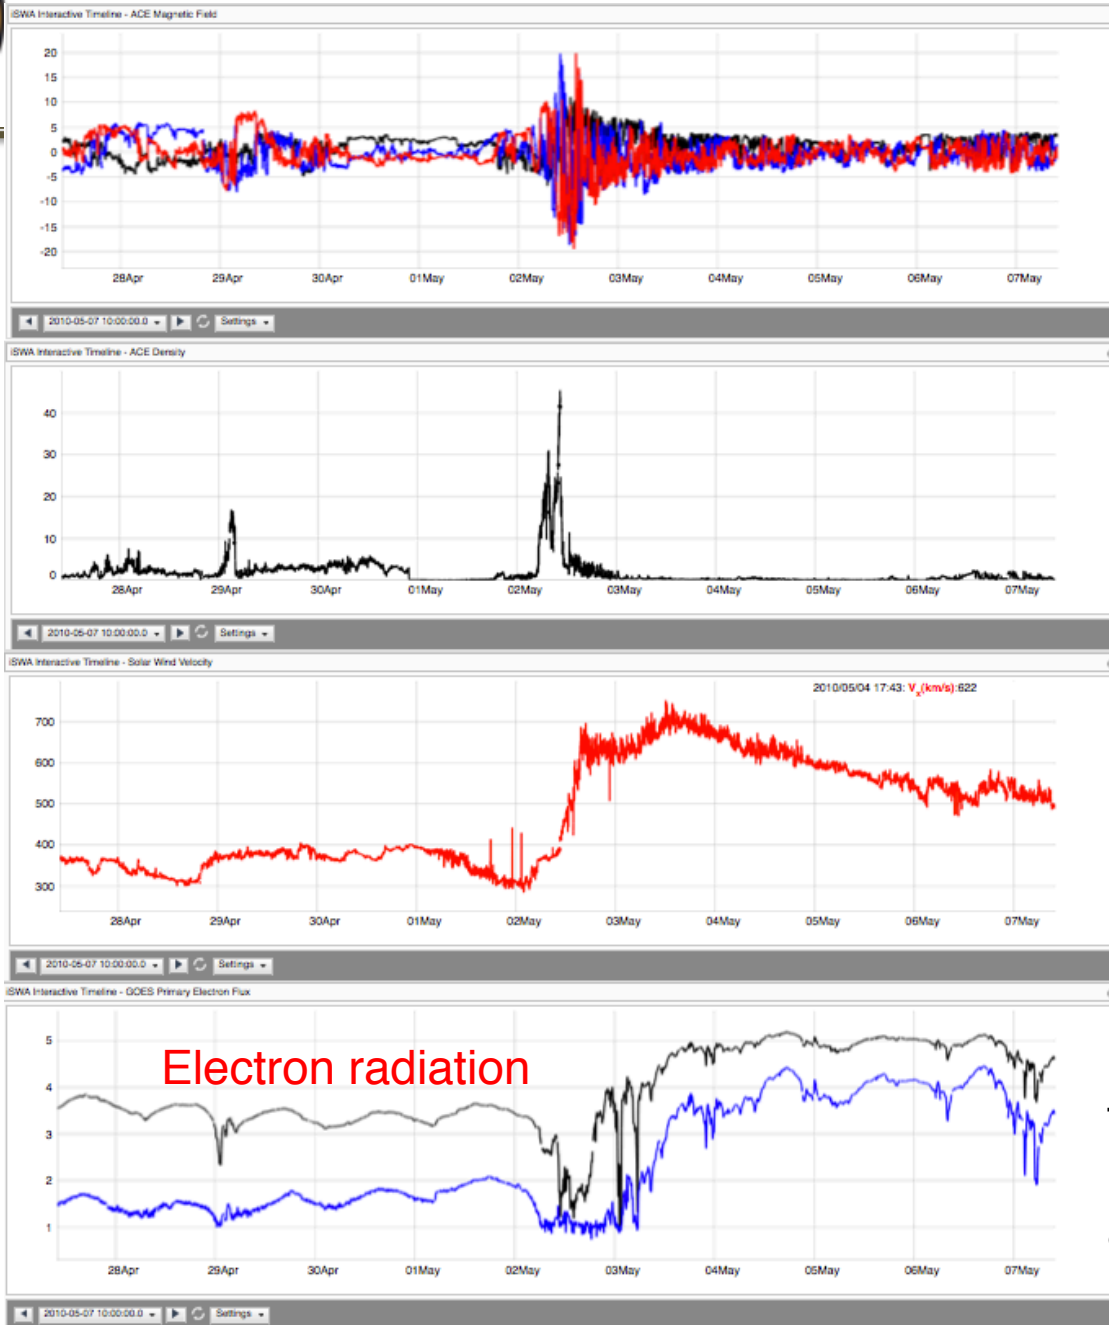 iSWA Interactive Timeline - ACE Magnetic Field
20
15
10
5
0
-5
-10
-15
-20
28Apr 29Apr 30Apr 01May 02May 03May 04May 05May 06May 07May
2010-05-07 10:00:00.0 Settings
iSWA Interactive Timeline - ACE Density
40
30
20
10
0
28Apr 29Apr 30Apr 01May 02May 03May 04May 05May 06May 07May
2010-05-07 10:00:00.0 Settings
iSWA Interactive Timeline - Solar Wind Velocity
2010/05/04 17:43: V_x(km/s):622
700
600
500
400
300
28Apr 29Apr 30Apr 01May 02May 03May 04May 05May 06May 07May
2010-05-07 10:00:00.0 Settings
iSWA Interactive Timeline - GOES Primary Electron Flux
Electron radiation
5
4
3
2
1
28Apr 29Apr 30Apr 01May 02May 03May 04May 05May 06May 07May
2010-05-07 10:00:00.0 Settings